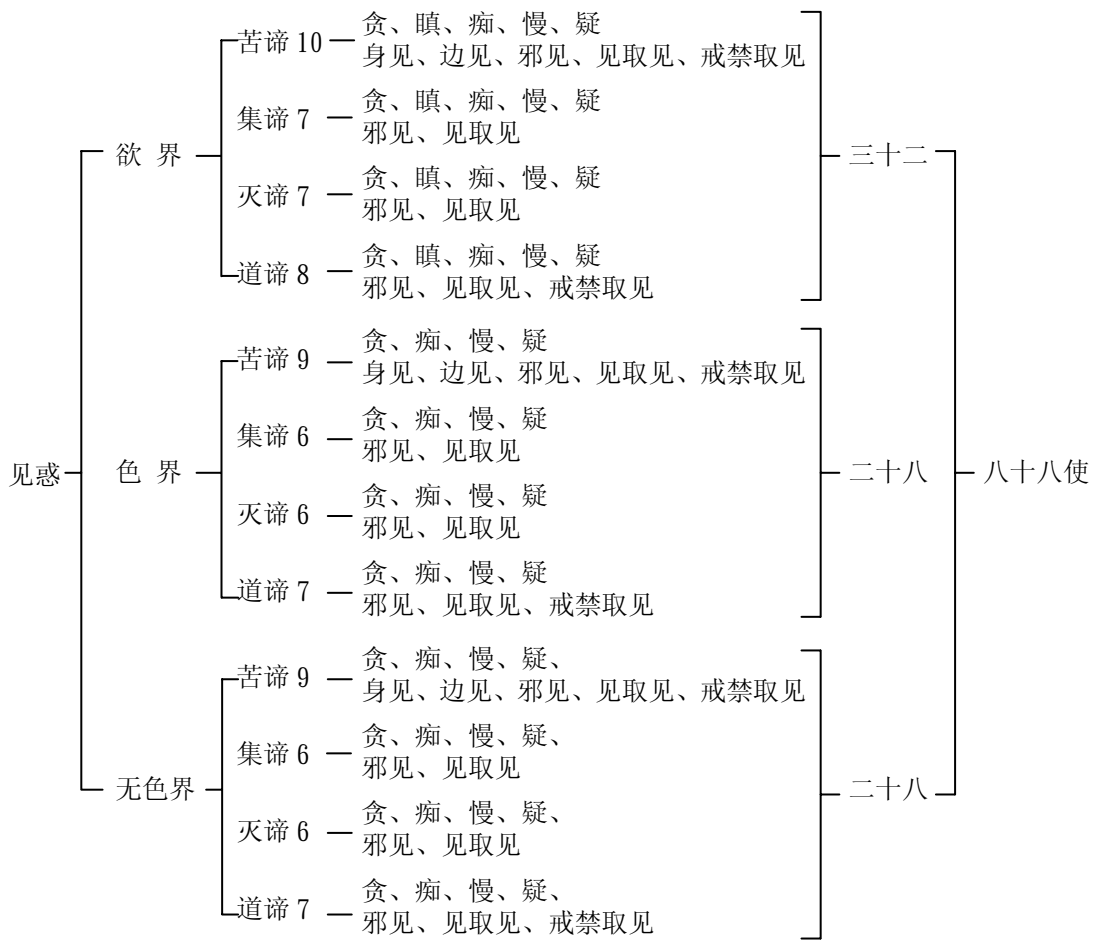 见惑
欲 界
苦谛 10
贪、瞋、痴、慢、疑
身见、边见、邪见、见取见、戒禁取见
集谛 7
贪、瞋、痴、慢、疑
邪见、见取见
灭谛 7
贪、瞋、痴、慢、疑
邪见、见取见
道谛 8
贪、瞋、痴、慢、疑
邪见、见取见、戒禁取见
三十二
色 界
苦谛 9
贪、痴、慢、疑
身见、边见、邪见、见取见、戒禁取见
集谛 6
贪、痴、慢、疑
邪见、见取见
灭谛 6
贪、痴、慢、疑
邪见、见取见
道谛 7
贪、痴、慢、疑
邪见、见取见、戒禁取见
二十八
无色界
苦谛 9
贪、痴、慢、疑、
身见、边见、邪见、见取见、戒禁取见
集谛 6
贪、痴、慢、疑、
邪见、见取见
灭谛 6
贪、痴、慢、疑、
邪见、见取见
道谛 7
贪、痴、慢、疑、
邪见、见取见、戒禁取见
二十八
八十八使